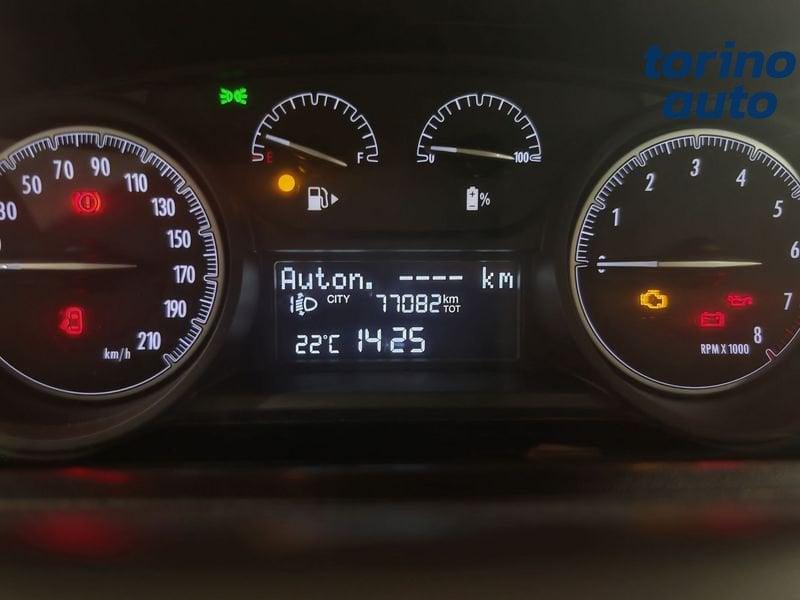 torino
auto
E F
0 100
%
30 50 70 90 110 130 150 170 190 210
km/h
1 2 3 4 5 6 7 8
RPM X 1000
Auton. ---- km
CITY 77082 km TOT
22°C 14 25